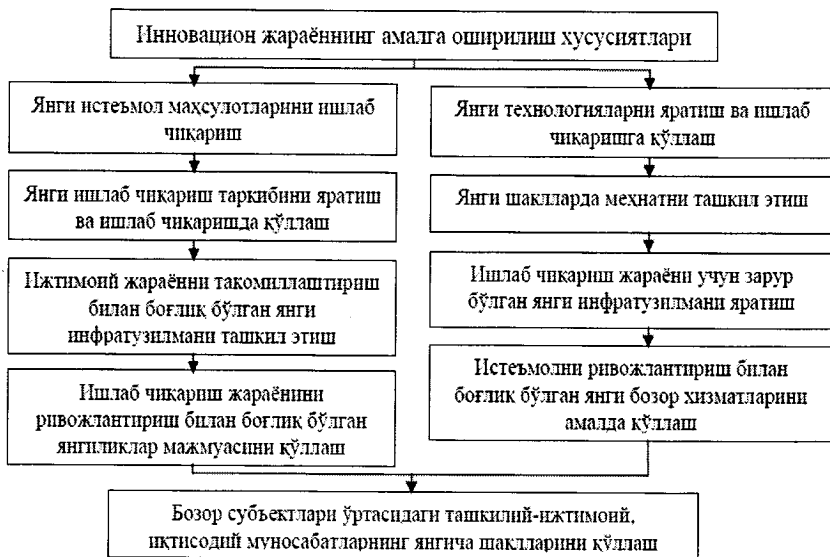 Инновацион жараённинг амалга оширилиш хусусиятлари
Янги истеъмол маҳсулотларини ишлаб
чиқариш
Янги ишлаб чиқариш таркибини яратиш
ва ишлаб чиқаришда қўллаш
Ижтимоий жараённи такомиллаштириш
билан боғлиқ бўлган янги
инфратузилмани ташкил этиш
Ишлаб чиқариш жараёнини
ривожлантириш билан боғлиқ бўлган
янгиликлар мажмуасини қўллаш
Янги технологияларни яратиш ва ишлаб
чиқаришга қўллаш
Янги шаклларда меҳнатни ташкил этиш
Ишлаб чиқариш жараёни учун зарур
бўлган янги инфратузилмани яратиш
Истеъмолни ривожлантириш билан
боғлиқ бўлган янги бозор хизматларини
амалда қўллаш
Бозор субъектлари ўртасидаги ташкилий-ижтимоий,
иқтисодий муносабатларнинг янгича шаклларини қўллаш